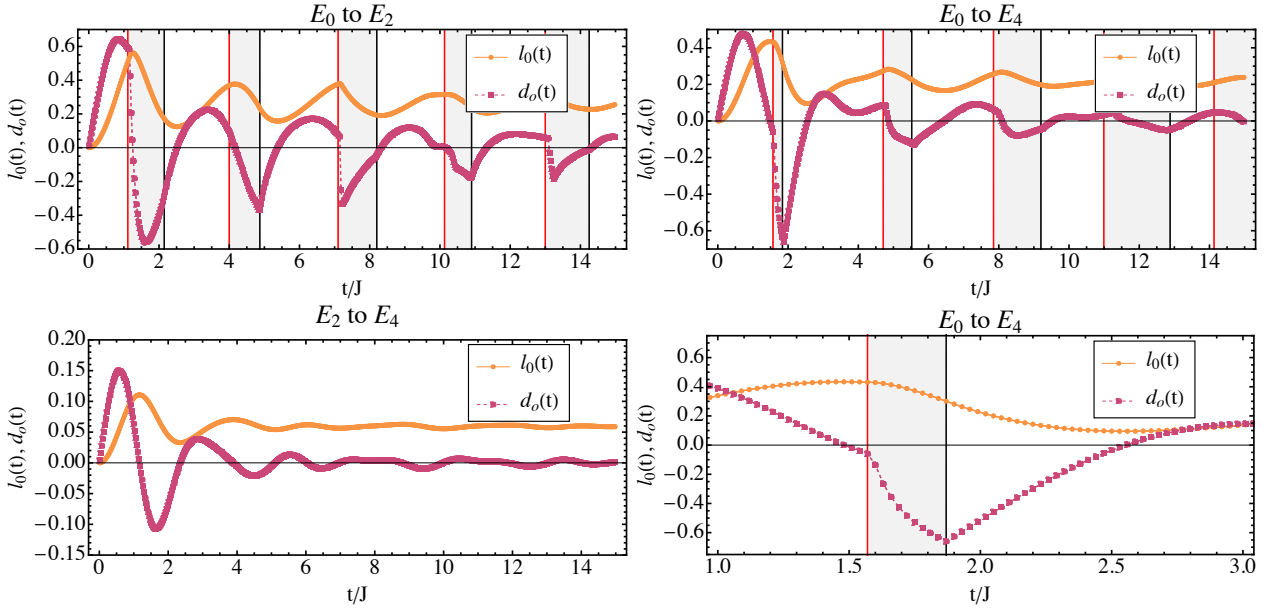 E0 to E2
l0(t), do(t)
0.6
0.4
0.2
0.0
−0.2
−0.4
−0.6
l0(t)
do(t)
0 2 4 6 8 10 12 14
t/J
E0 to E4
l0(t), do(t)
0.4
0.2
0.0
−0.2
−0.4
−0.6
l0(t)
do(t)
0 2 4 6 8 10 12 14
t/J
E2 to E4
l0(t), do(t)
0.20
0.15
0.10
0.05
0.00
−0.05
−0.10
−0.15
l0(t)
do(t)
0 2 4 6 8 10 12 14
t/J
E0 to E4
l0(t), do(t)
0.6
0.4
0.2
0.0
−0.2
−0.4
−0.6
l0(t)
do(t)
1.0 1.5 2.0 2.5 3.0
t/J